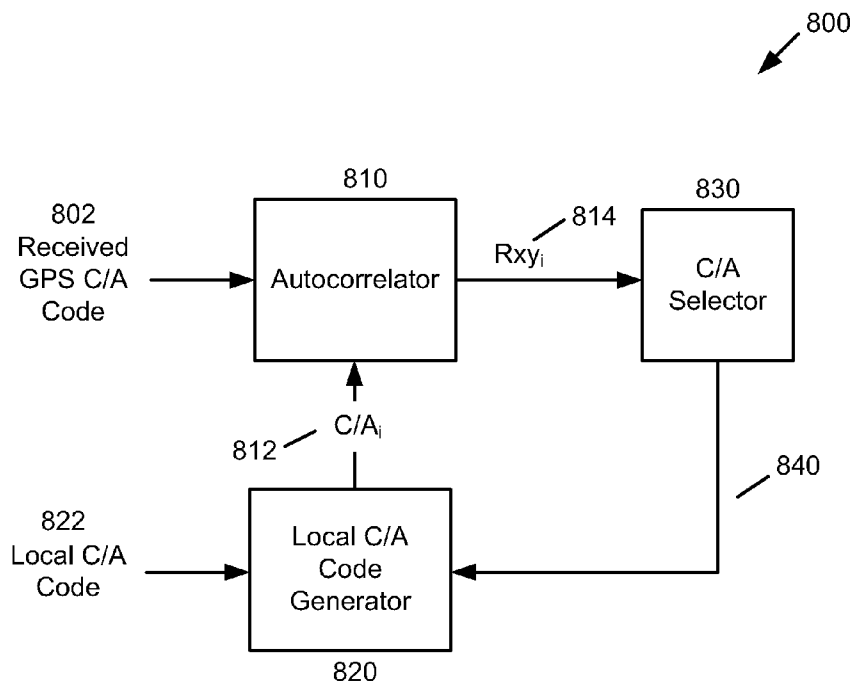 800
810
830
802
Received
GPS C/A
Code
Autocorrelator
814
Rxyᵢ
C/A
Selector
812
C/Aᵢ
840
822
Local C/A
Code
Local C/A
Code
Generator
820